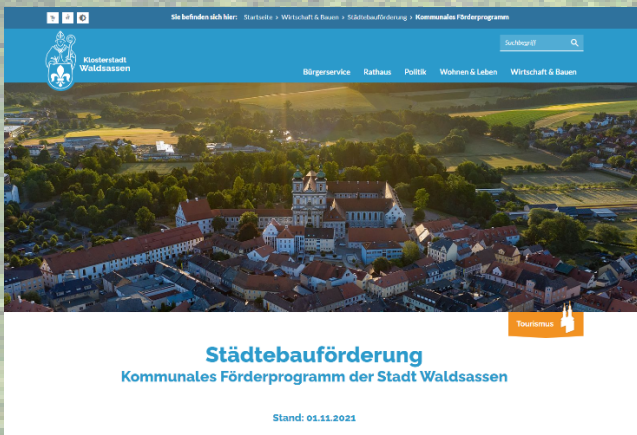 Sie befinden sich hier: Startseite › Wirtschaft & Bauen › Städtebauförderung › Kommunales Förderprogramm
Suchbegriff
Klosterstadt
Waldsassen
Bürgerservice Rathaus Politik Wohnen & Leben Wirtschaft & Bauen
Tourismus
Städtebauförderung
Kommunales Förderprogramm der Stadt Waldsassen
Stand: 01.11.2021